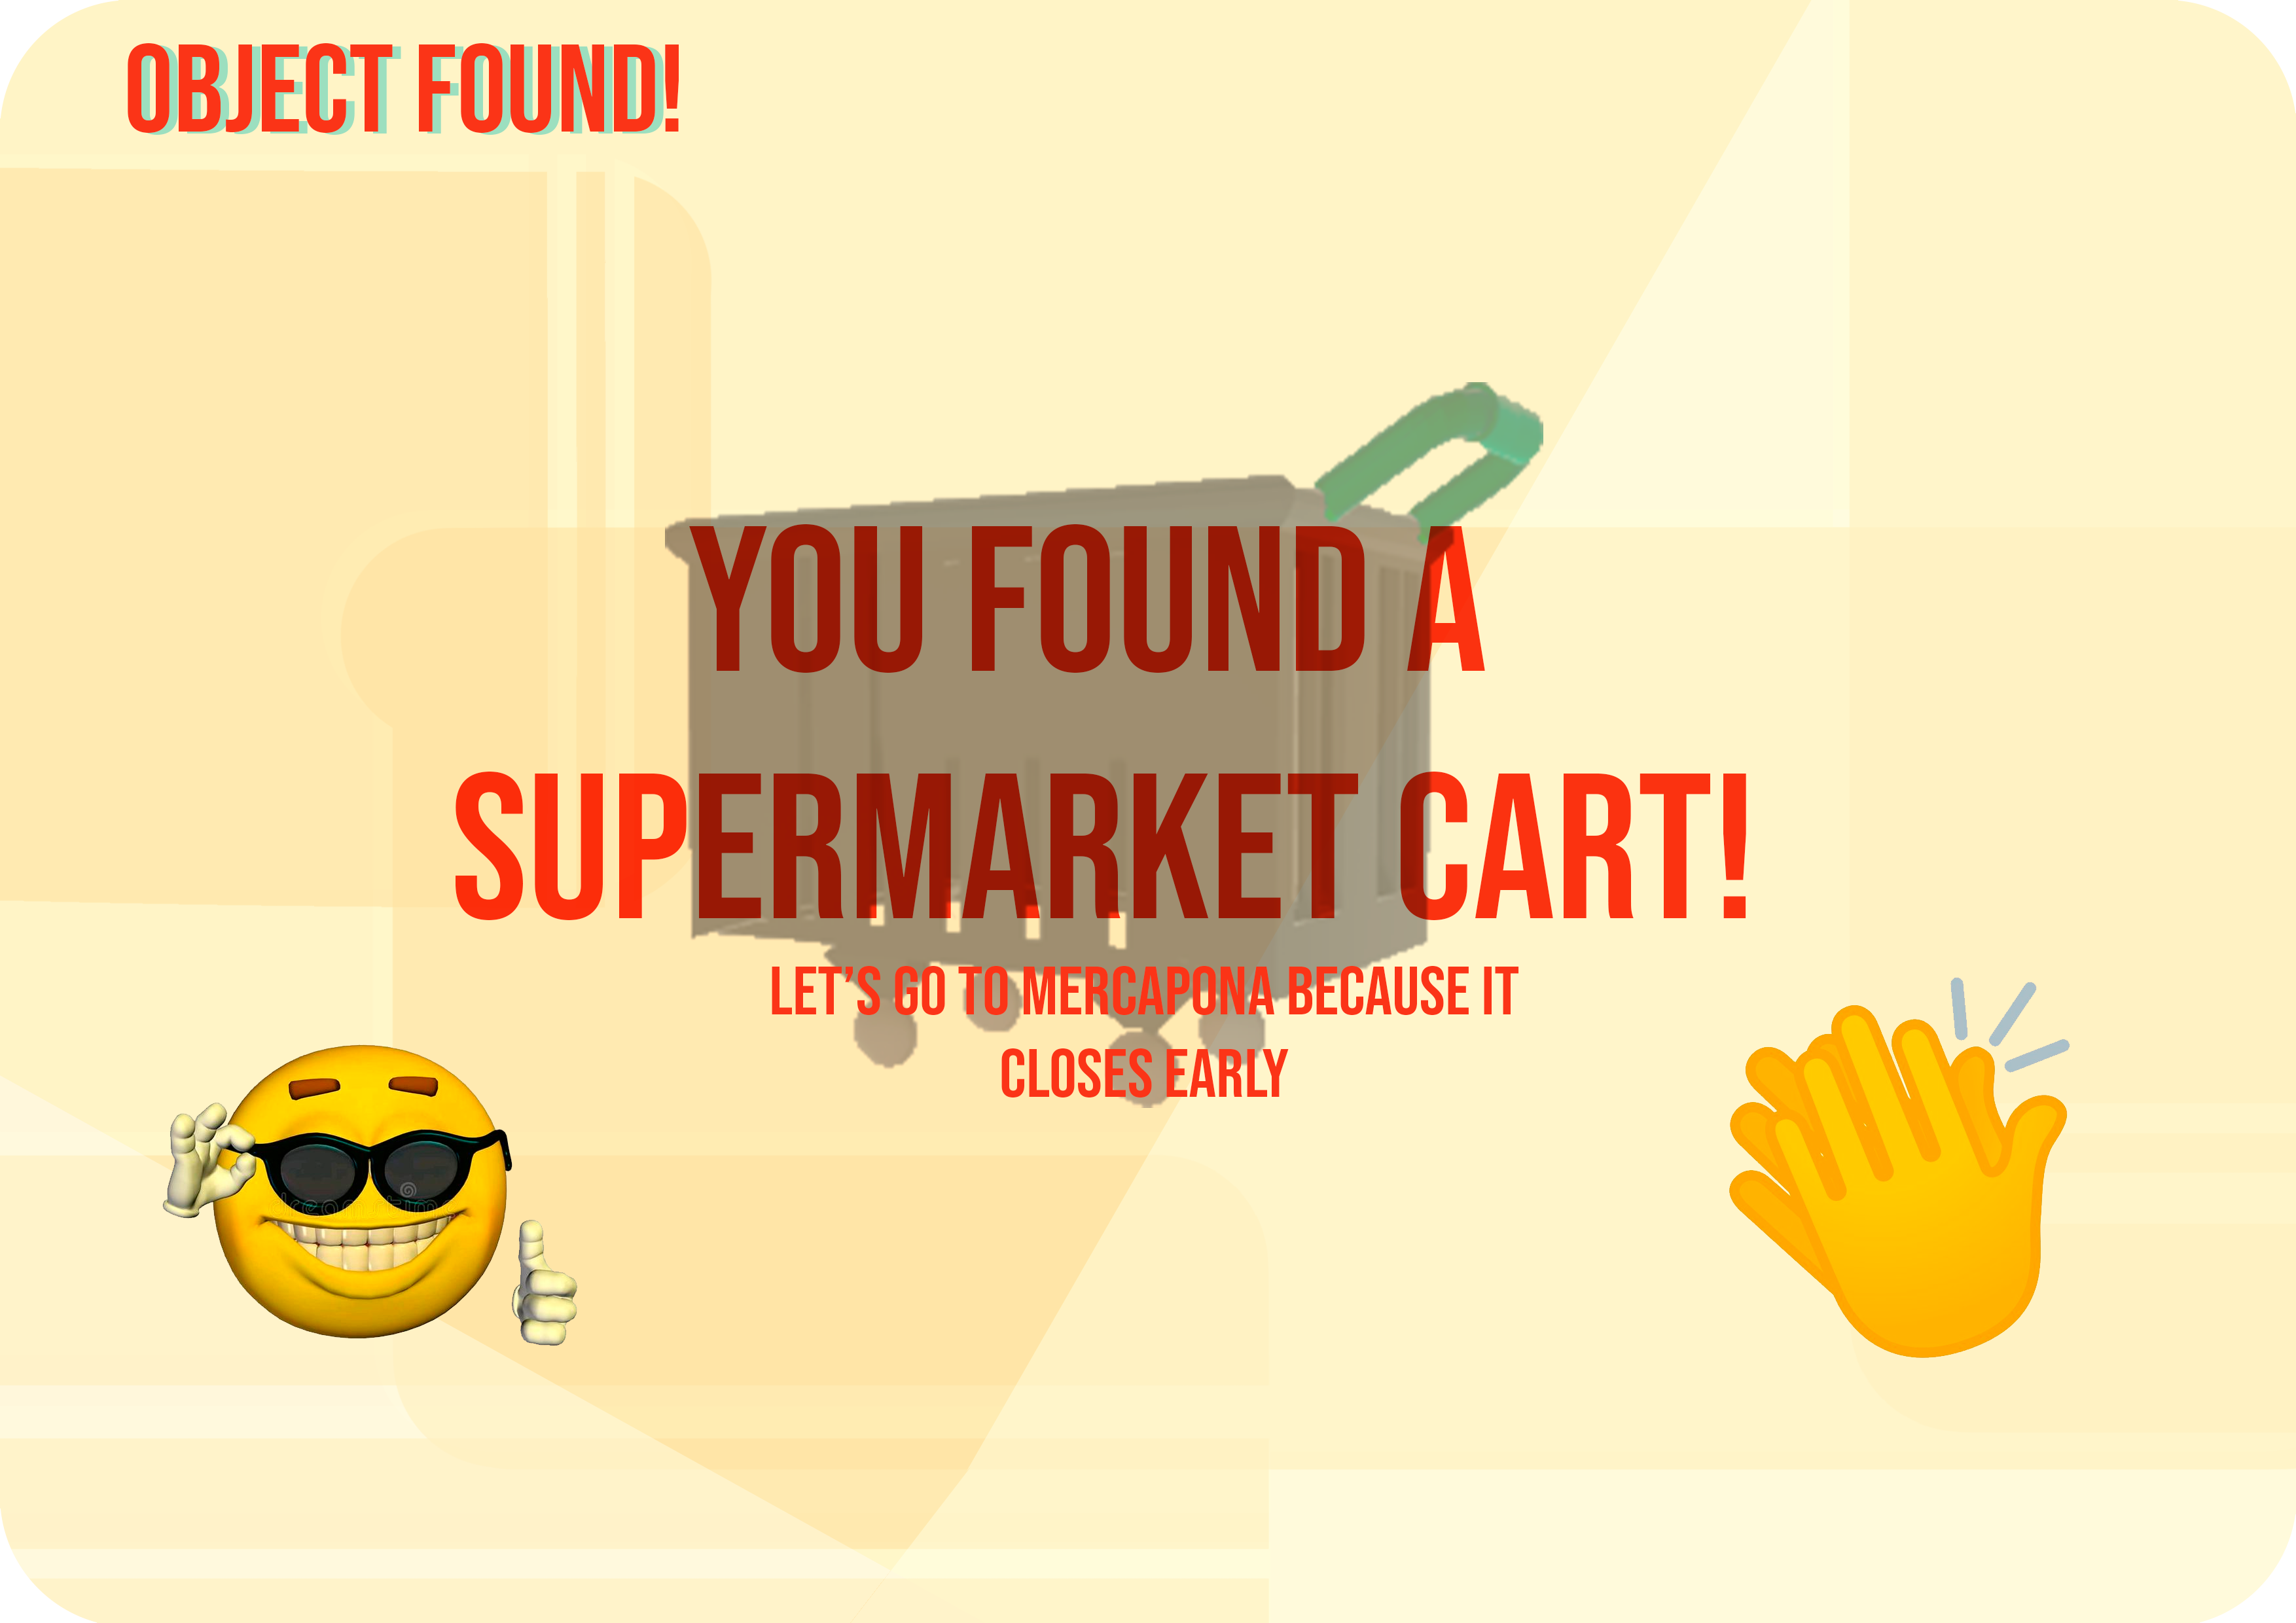 OBJECT FOUND!
YOU FOUND A
SUPERMARKET CART!
LET’S GO TO MERCAPONA BECAUSE IT
CLOSES EARLY